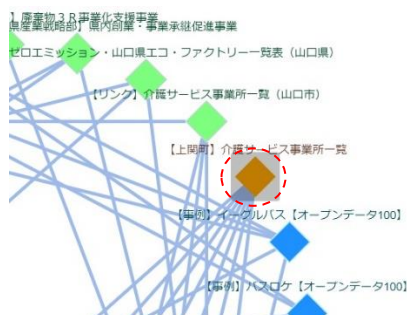 】廃棄物３Ｒ事業化支援事業
県産業戦略部】県内創業・事業承継促進事業
ゼロエミッション・山口県エコ・ファクトリー一覧表（山口県）
【リンク】介護サービス事業所一覧（山口市）
【上関町】介護サービス事業所一覧
【事例】イーグルバス【オープンデータ100】
【事例】バスロケ【オープンデータ100】